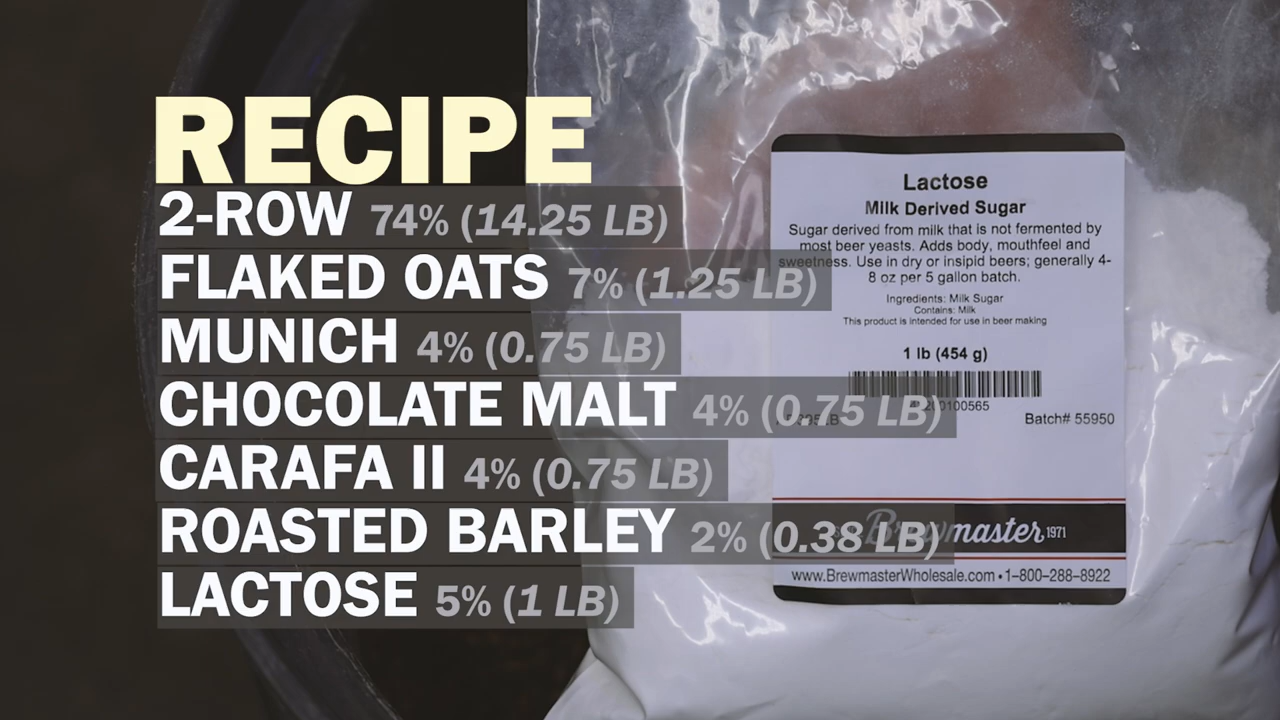 RECIPE
2-ROW 74% (14.25 LB)
FLAKED OATS 7% (1.25 LB)
MUNICH 4% (0.75 LB)
CHOCOLATE MALT 4% (0.75 LB)
CARAFA II 4% (0.75 LB)
ROASTED BARLEY 2% (0.38 LB)
LACTOSE 5% (1 LB)
Lactose
Milk Derived Sugar
Sugar derived from milk that is not fermented by
most beer yeasts. Adds body, mouthfeel and
sweetness. Use in dry or insipid beers; generally 4-
8 oz per 5 gallon batch.
Ingredients: Milk Sugar
Contains: Milk
This product is intended for use in beer making
1 lb (454 g)
Batch# 55950
Brewmaster 1971
www.BrewmasterWholesale.com • 1-800-288-8922